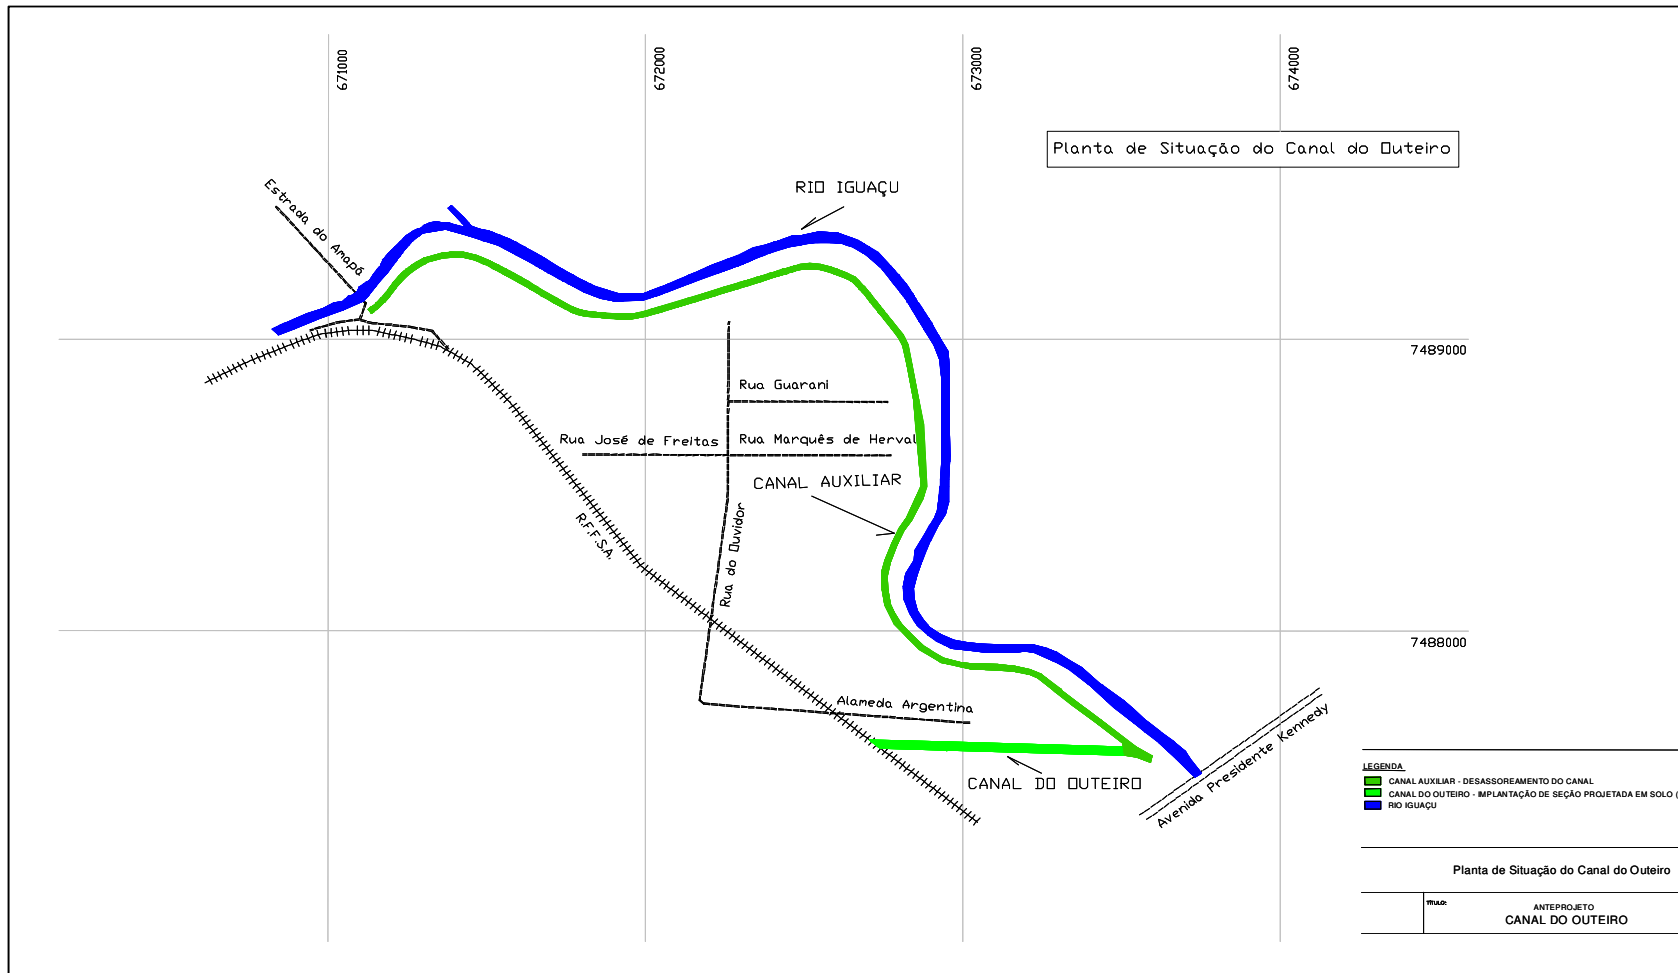 671000
672000
673000
674000
Planta de Situação do Canal do Outeiro
RIO IGUAÇU
Estrada do Amapá
7489000
Rua Guarani
Rua José de Freitas
Rua Marquês de Herval
CANAL AUXILIAR
R.F.F.S.A.
Rua do Ouvidor
7488000
Alameda Argentina
CANAL DO OUTEIRO
Avenida Presidente Kennedy
LEGENDA
CANAL AUXILIAR - DESASSOREAMENTO DO CANAL
CANAL DO OUTEIRO - IMPLANTAÇÃO DE SEÇÃO PROJETADA EM SOLO (
RIO IGUAÇU
Planta de Situação do Canal do Outeiro
TÍTULO:
ANTEPROJETO
CANAL DO OUTEIRO